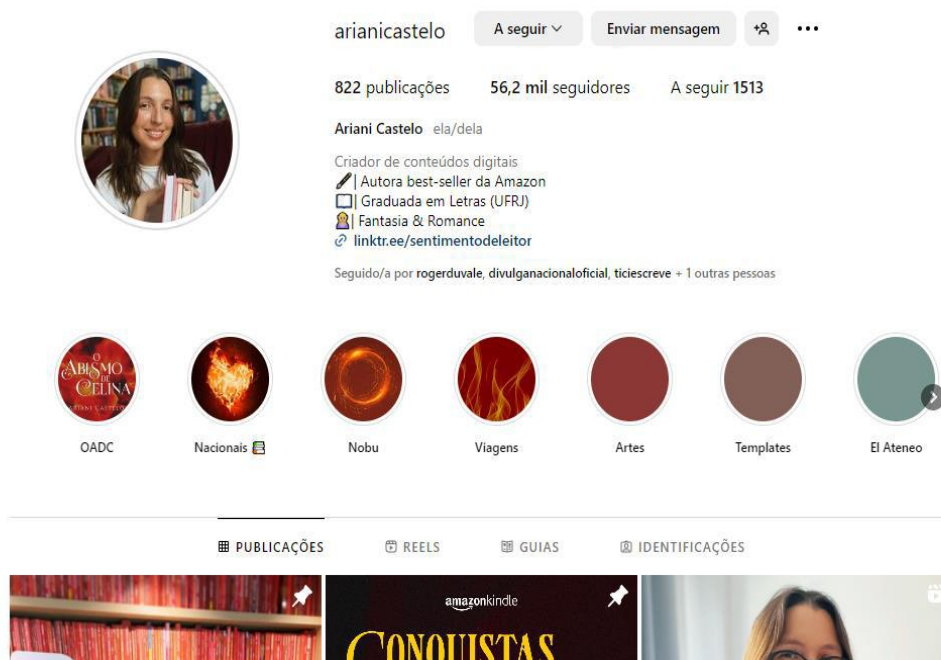 arianicastelo A seguir Enviar mensagem
822 publicações 56,2 mil seguidores A seguir 1513
Ariani Castelo ela/dela
Criador de conteúdos digitais
| Autora best-seller da Amazon
| Graduada em Letras (UFRJ)
| Fantasia & Romance
linktr.ee/sentimentodeleitor
Seguido/a por rogerduvale, divulganacionaloficial, ticiescreve + 1 outras pessoas
O
ABISMO
DE
CELINA
ARIANI CASTELO
OADC Nacionais Nobu Viagens Artes Templates El Ateneo
PUBLICAÇÕES REELS GUIAS IDENTIFICAÇÕES
amazonkindle
CONQUISTAS